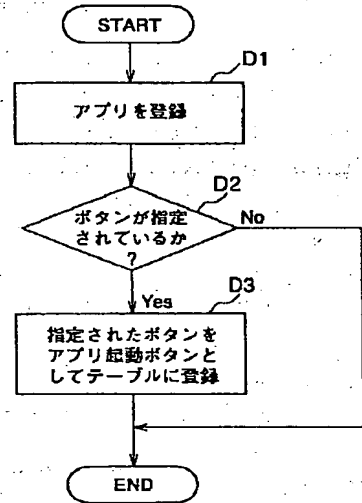 START
D1
アプリを登録
D2
ボタンが指定
されているか
?
No
Yes
D3
指定されたボタンを
アプリ起動ボタンと
してテーブルに登録
END